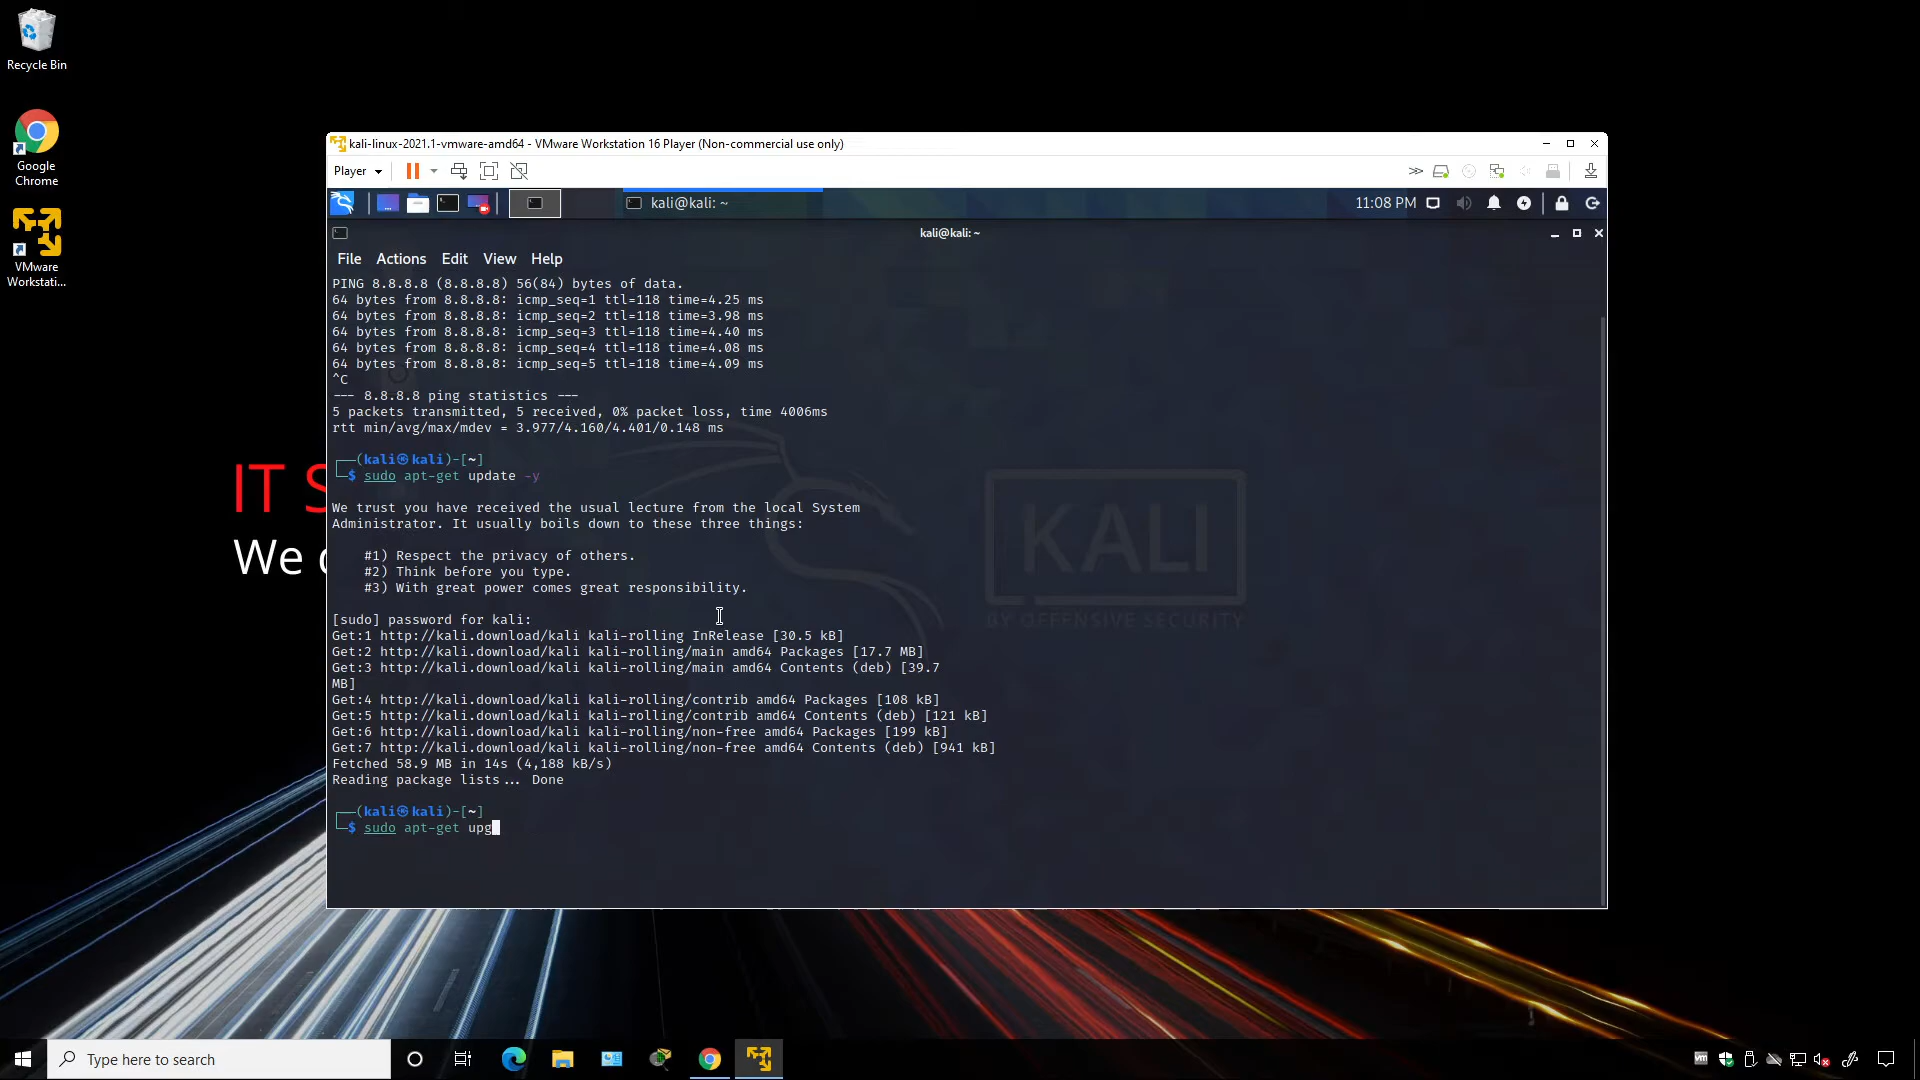 Recycle Bin
Google
Chrome
VMware
Workstati...
IT S
We
kali-linux-2021.1-vmware-amd64 - VMware Workstation 16 Player (Non-commercial use only)
Player
kali@kali: ~
11:08 PM
kali@kali: ~
File Actions Edit View Help
PING 8.8.8.8 (8.8.8.8) 56(84) bytes of data.
64 bytes from 8.8.8.8: icmp_seq=1 ttl=118 time=4.25 ms
64 bytes from 8.8.8.8: icmp_seq=2 ttl=118 time=3.98 ms
64 bytes from 8.8.8.8: icmp_seq=3 ttl=118 time=4.40 ms
64 bytes from 8.8.8.8: icmp_seq=4 ttl=118 time=4.08 ms
64 bytes from 8.8.8.8: icmp_seq=5 ttl=118 time=4.09 ms
^C
--- 8.8.8.8 ping statistics ---
5 packets transmitted, 5 received, 0% packet loss, time 4006ms
rtt min/avg/max/mdev = 3.977/4.160/4.401/0.148 ms
┌──(kali㉿kali)-[~]
└─$ sudo apt-get update -y
We trust you have received the usual lecture from the local System
Administrator. It usually boils down to these three things:
#1) Respect the privacy of others.
#2) Think before you type.
#3) With great power comes great responsibility.
[sudo] password for kali:
Get:1 http://kali.download/kali kali-rolling InRelease [30.5 kB]
Get:2 http://kali.download/kali kali-rolling/main amd64 Packages [17.7 MB]
Get:3 http://kali.download/kali kali-rolling/main amd64 Contents (deb) [39.7
MB]
Get:4 http://kali.download/kali kali-rolling/contrib amd64 Packages [108 kB]
Get:5 http://kali.download/kali kali-rolling/contrib amd64 Contents (deb) [121 kB]
Get:6 http://kali.download/kali kali-rolling/non-free amd64 Packages [199 kB]
Get:7 http://kali.download/kali kali-rolling/non-free amd64 Contents (deb) [941 kB]
Fetched 58.9 MB in 14s (4,188 kB/s)
Reading package lists... Done
┌──(kali㉿kali)-[~]
└─$ sudo apt-get upg
KALI
BY OFFENSIVE SECURITY
Type here to search
vm